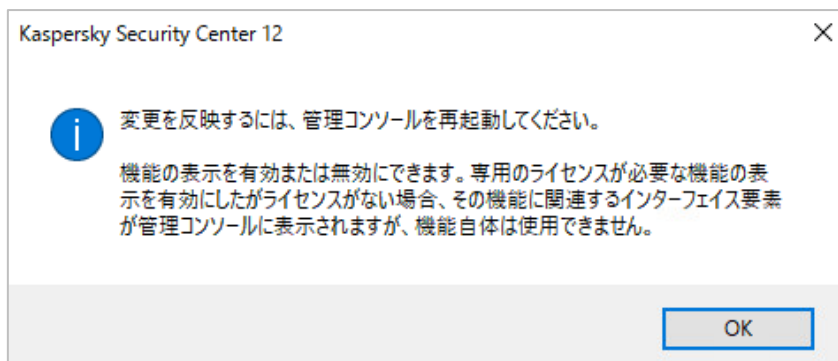 Kaspersky Security Center 12
変更を反映するには、管理コンソールを再起動してください。
機能の表示を有効または無効にできます。専用のライセンスが必要な機能の表
示を有効にしたがライセンスがない場合、その機能に関連するインターフェイス要素
が管理コンソールに表示されますが、機能自体は使用できません。
OK